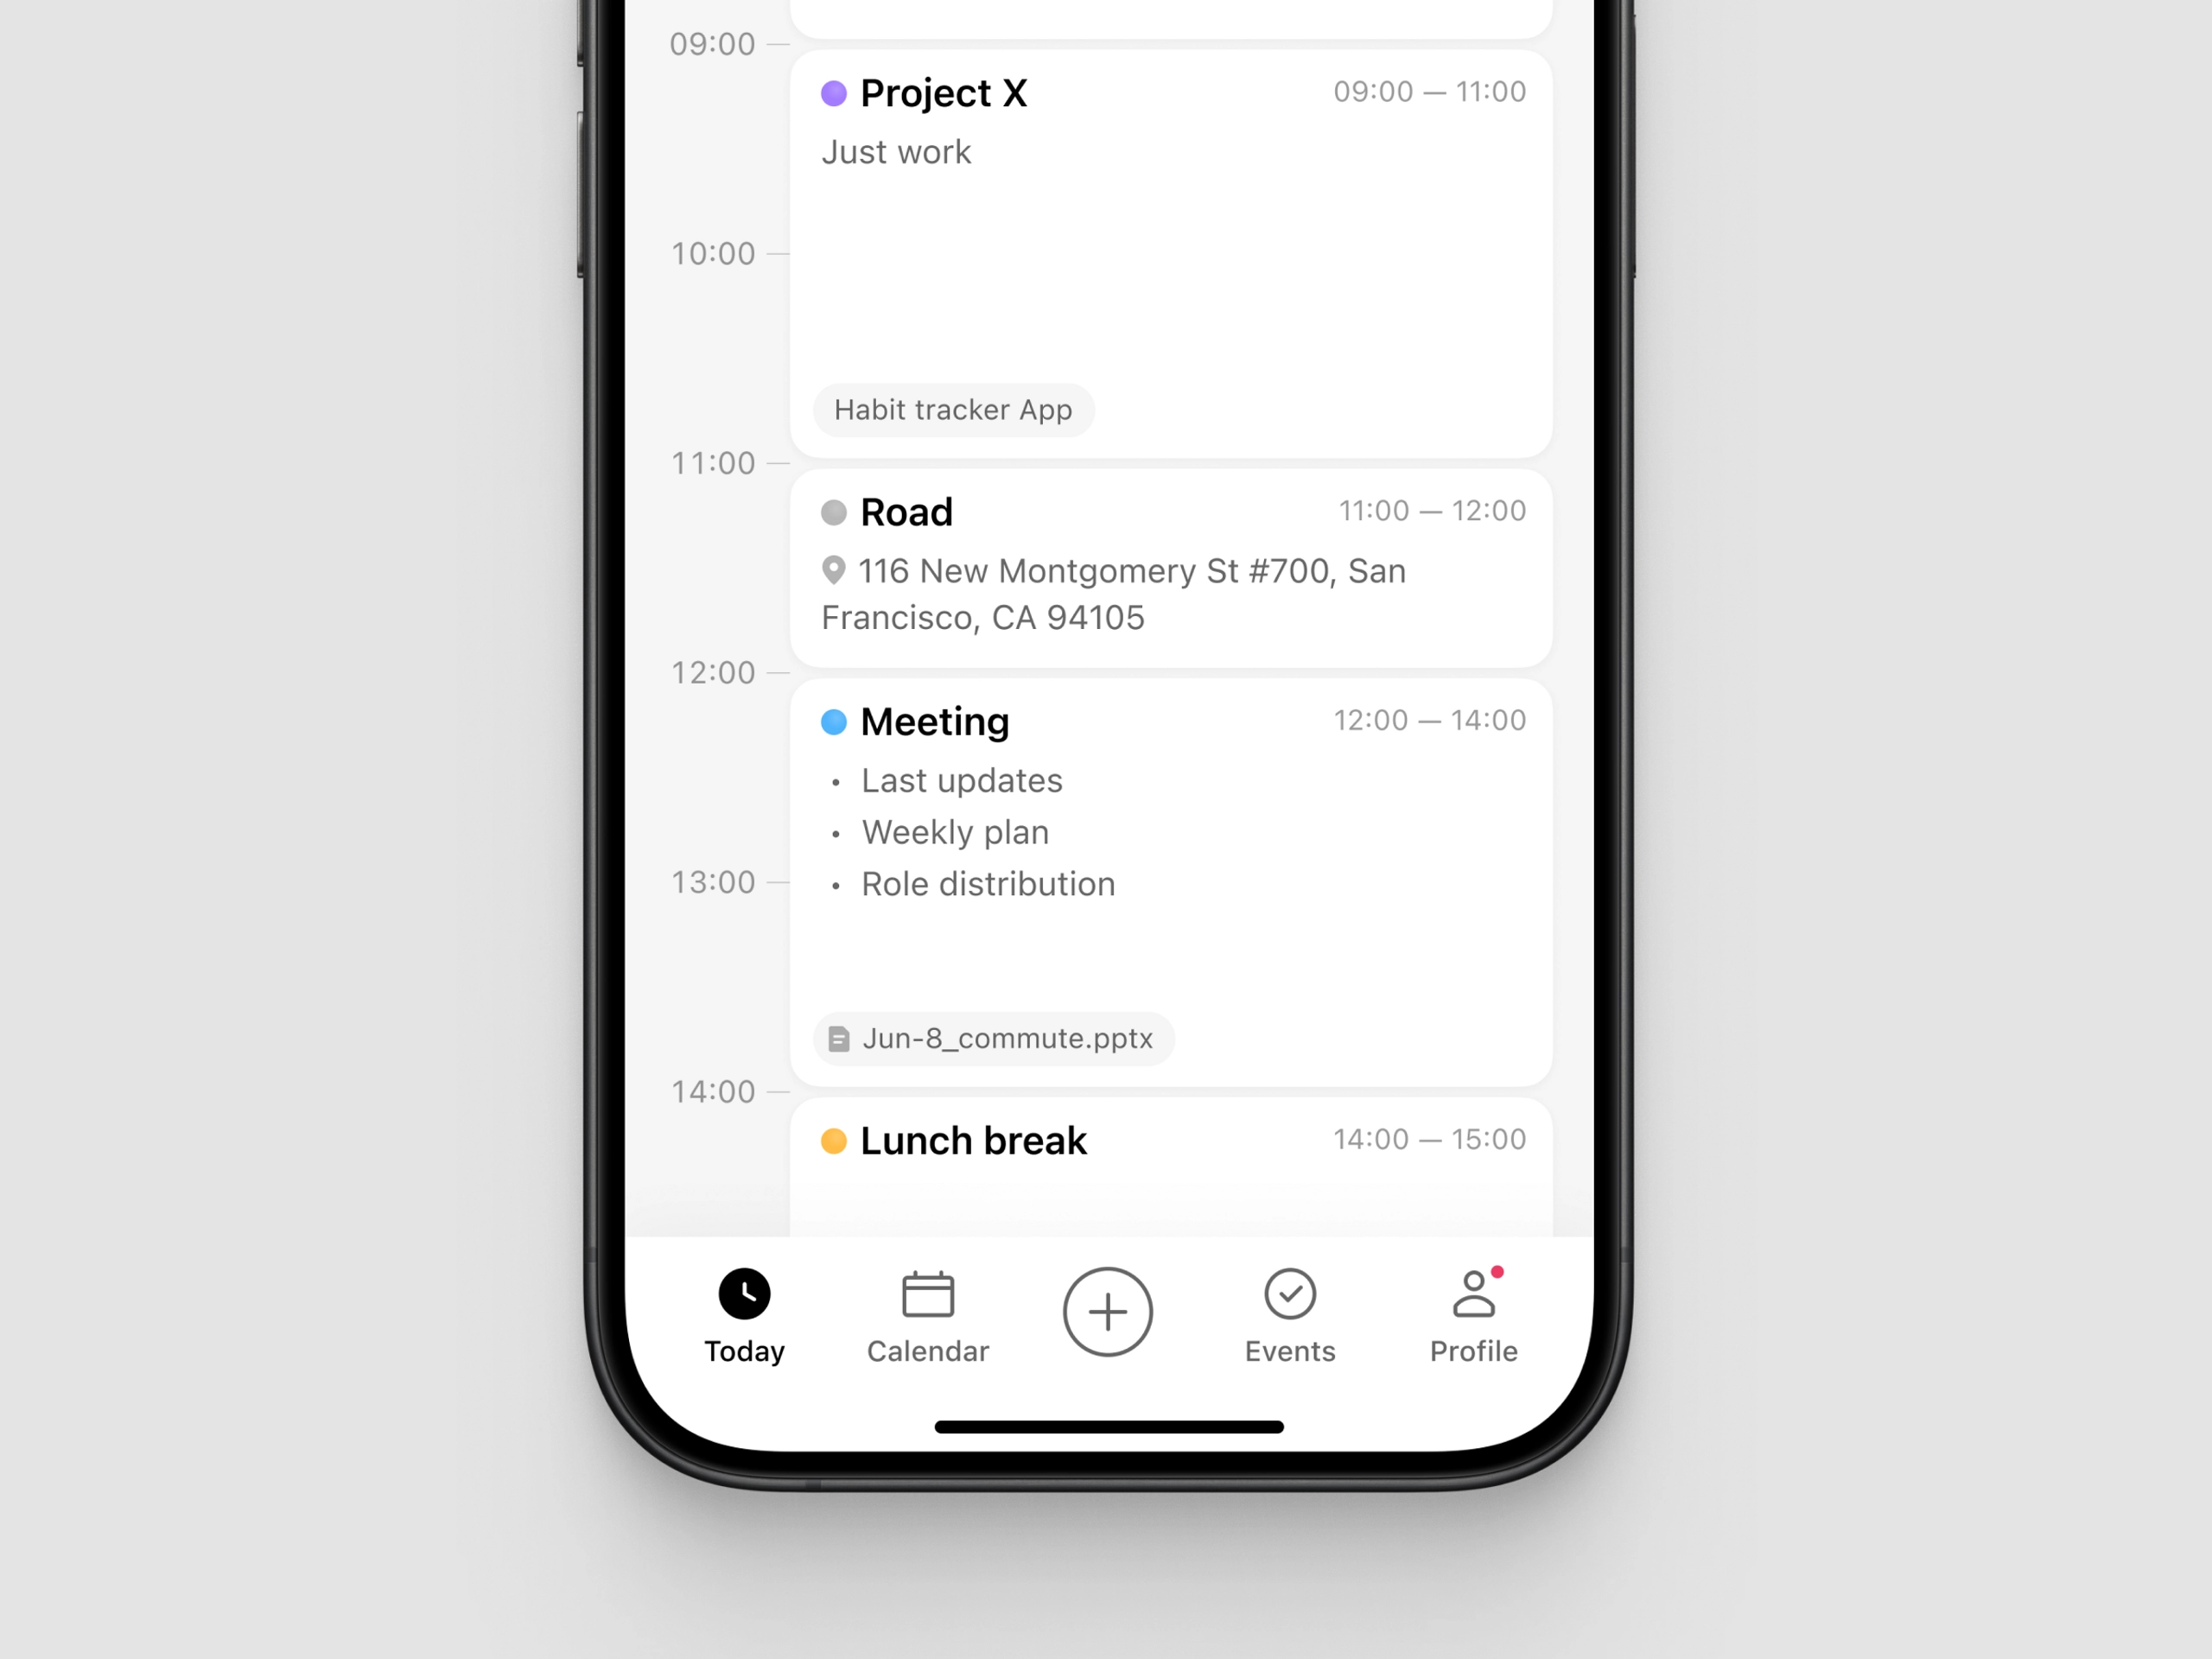 09:00
Project X
09:00 — 11:00
Just work
10:00
Habit tracker App
11:00
Road
11:00 — 12:00
116 New Montgomery St #700, San
Francisco, CA 94105
12:00
Meeting
12:00 — 14:00
• Last updates
• Weekly plan
13:00
• Role distribution
Jun-8_commute.pptx
14:00
Lunch break
14:00 — 15:00
Today
Calendar
Events
Profile